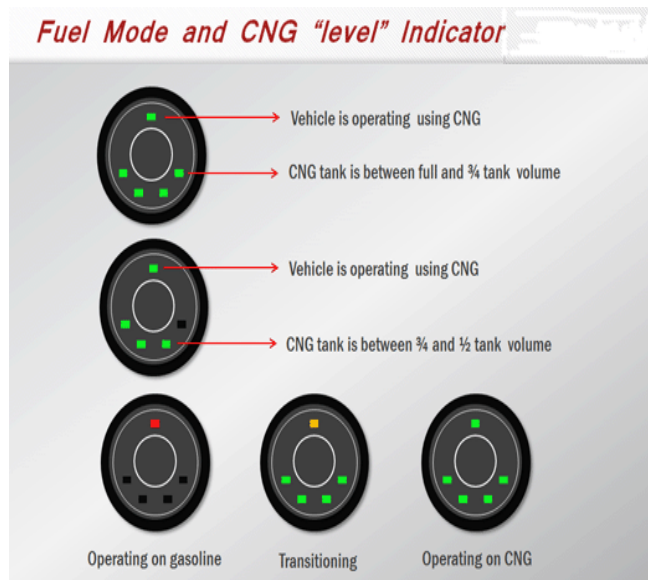 Fuel Mode and CNG “level” Indicator
Vehicle is operating using CNG
CNG tank is between full and ¾ tank volume
Vehicle is operating using CNG
CNG tank is between ¾ and ½ tank volume
Operating on gasoline
Transitioning
Operating on CNG